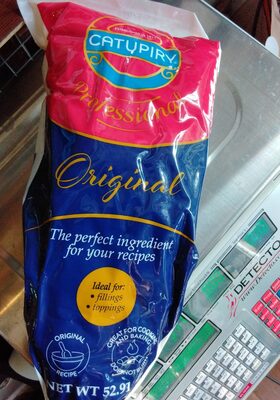 CATUPIRY
Professional
Original
The perfect ingredient
for your recipes
Ideal for:
• fillings
• toppings
ORIGINAL
RECIPE
GREAT FOR COOKING
AND BAKING
NET WT 52.91
DETECTO